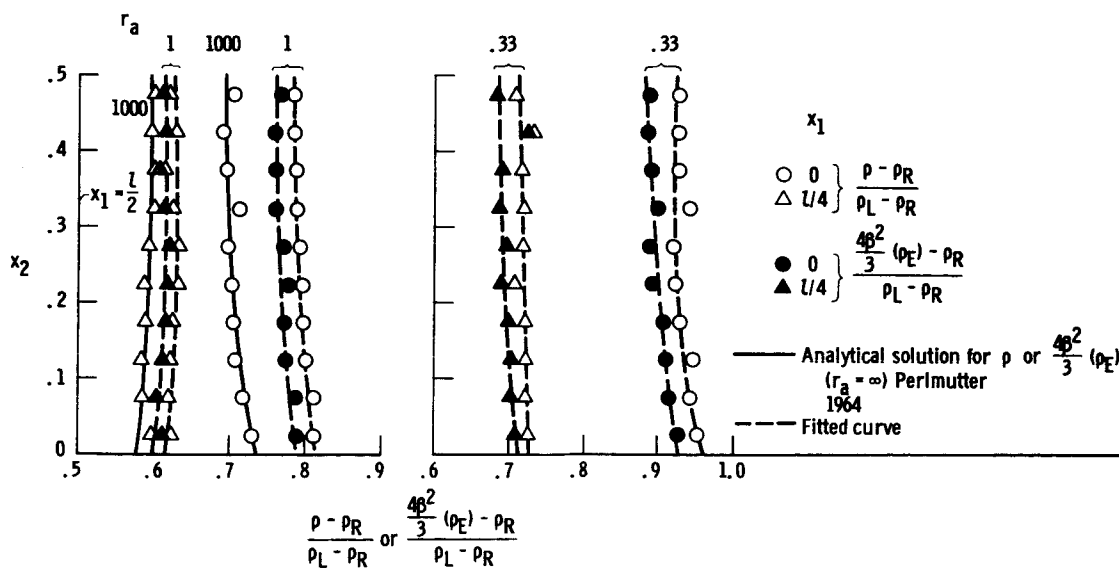 r_a
1 1000 1 .33 .33
.5
1000
.4
x_1 = l/2
.3
x_2
.2
.1
0
.5 .6 .7 .8 .9 .6 .7 .8 .9 1.0
(ρ - ρ_R)/(ρ_L - ρ_R) or (4β²/3 (ρ_E) - ρ_R)/(ρ_L - ρ_R)
x_1
0
l/4
(ρ - ρ_R)/(ρ_L - ρ_R)
0
l/4
(4β²/3 (ρ_E) - ρ_R)/(ρ_L - ρ_R)
Analytical solution for ρ or 4β²/3 (ρ_E)
(r_a = ∞) Perlmutter
1964
Fitted curve